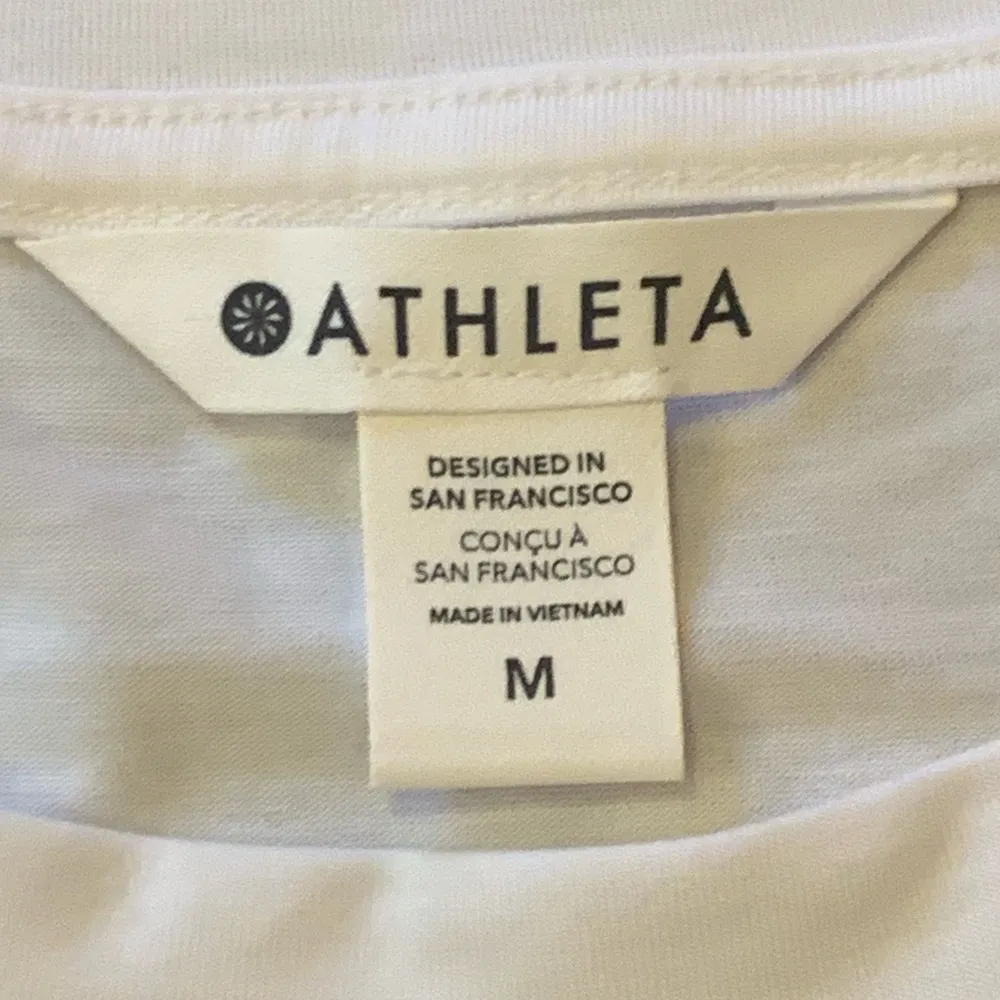 ATHLETA
DESIGNED IN
SAN FRANCISCO
CONÇU À
SAN FRANCISCO
MADE IN VIETNAM
M